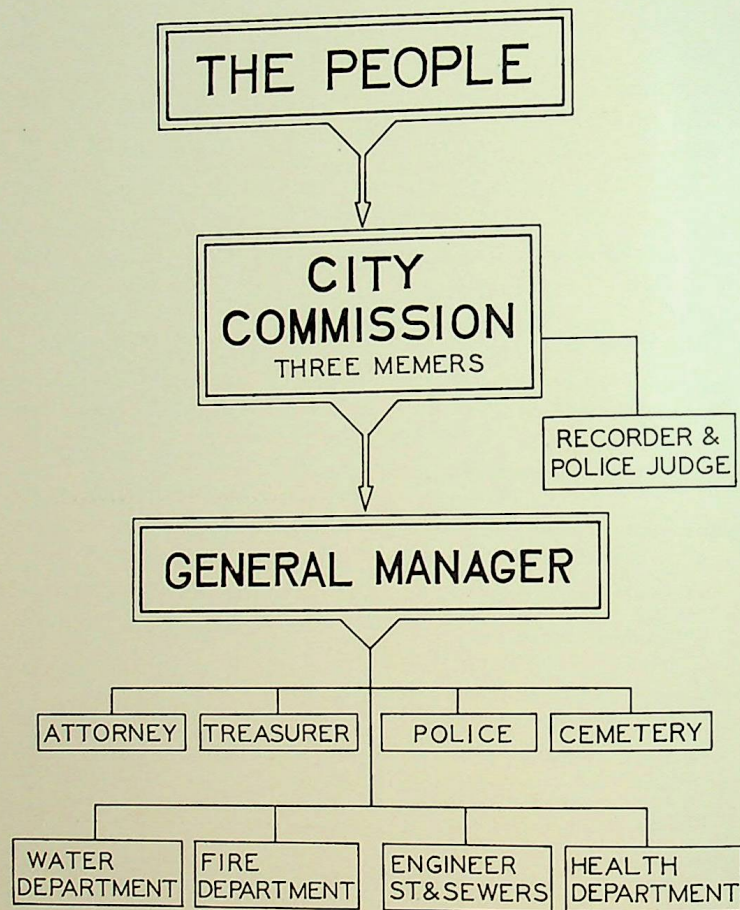 THE PEOPLE
CITY
COMMISSION
THREE MEMERS
RECORDER &
POLICE JUDGE
GENERAL MANAGER
ATTORNEY
TREASURER
POLICE
CEMETERY
WATER
DEPARTMENT
FIRE
DEPARTMENT
ENGINEER
ST&SEWERS
HEALTH
DEPARTMENT